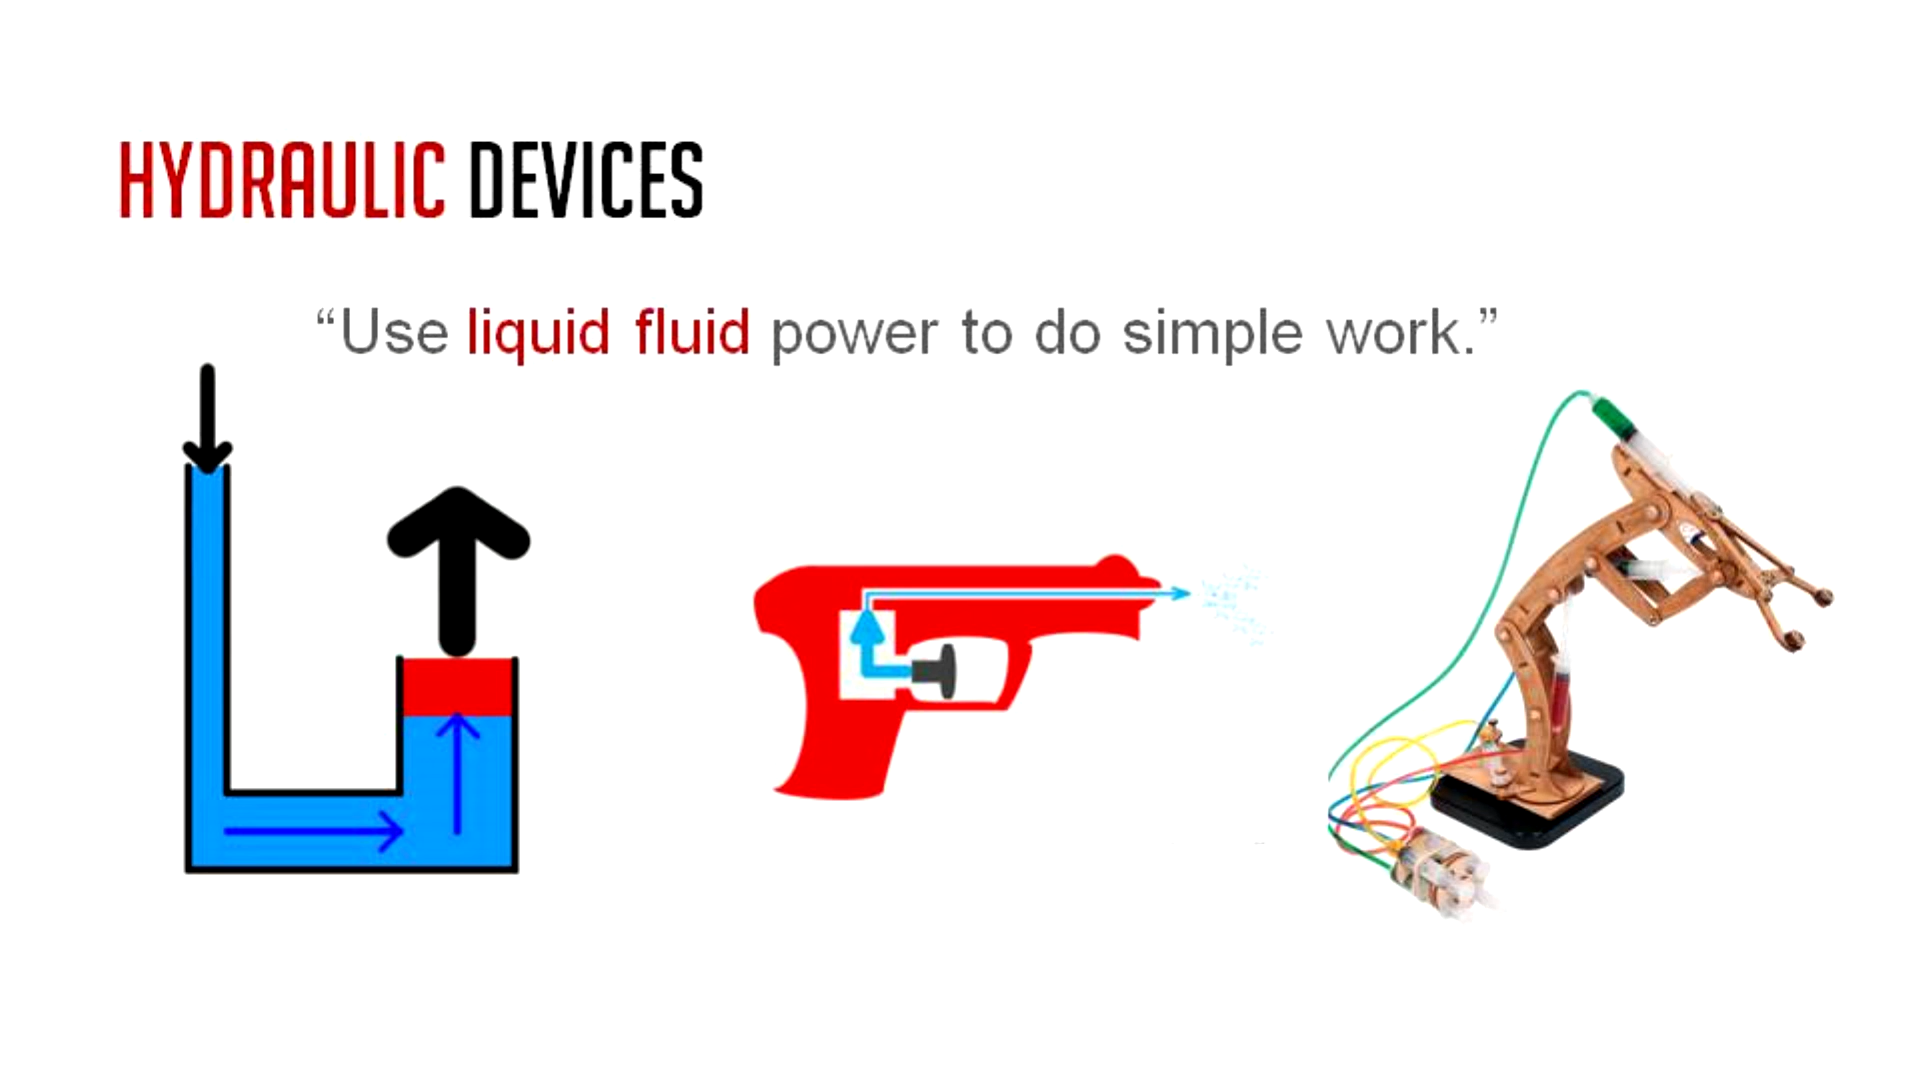 HYDRAULIC DEVICES
“Use liquid fluid power to do simple work.”